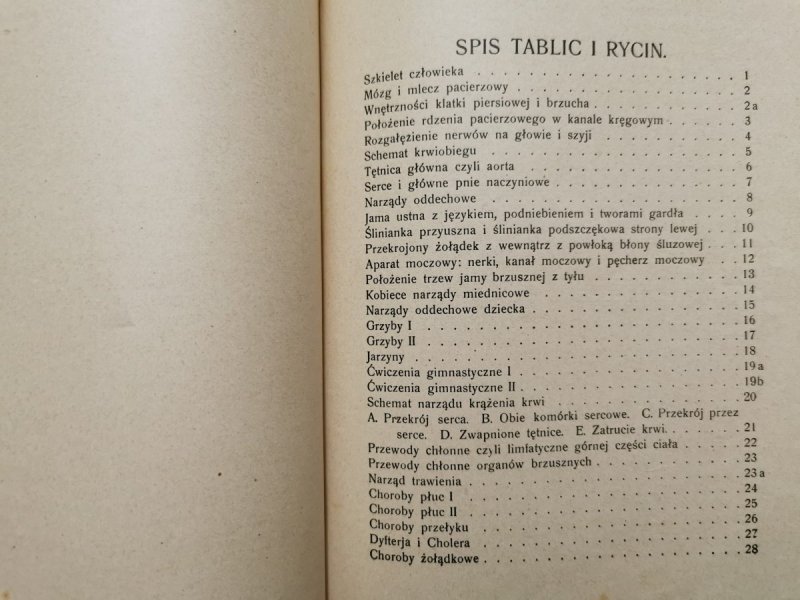 SPIS TABLIC I RYCIN.
Szkielet człowieka . . . . . . . . . . . . . . . . . . . 1
Mózg i mlecz pacierzowy . . . . . . . . . . . . . . . . 2
Wnętrzności klatki piersiowej i brzucha . . . . . . . . . . 2a
Położenie rdzenia pacierzowego w kanale kręgowym . . . . . 3
Rozgałęzienie nerwów na głowie i szyji . . . . . . . . . . 4
Schemat krwiobiegu . . . . . . . . . . . . . . . . . . 5
Tętnica główna czyli aorta . . . . . . . . . . . . . . . 6
Serce i główne pnie naczyniowe . . . . . . . . . . . . . 7
Narządy oddechowe . . . . . . . . . . . . . . . . . . 8
Jama ustna z językiem, podniebieniem i tworami gardła . . . . 9
Ślinianka przyuszna i ślinianka podszczękowa strony lewej . . . 10
Przekrojony żołądek z wewnątrz z powłoką błony śluzowej . . . 11
Aparat moczowy: nerki, kanał moczowy i pęcherz moczowy . . 12
Położenie trzew jamy brzusznej z tyłu . . . . . . . . . . . 13
Kobiece narządy miednicowe . . . . . . . . . . . . . . 14
Narządy oddechowe dziecka . . . . . . . . . . . . . . . 15
Grzyby I . . . . . . . . . . . . . . . . . . . . . . 16
Grzyby II . . . . . . . . . . . . . . . . . . . . . . 17
Jarzyny . . . . . . . . . . . . . . . . . . . . . . . 18
Ćwiczenia gimnastyczne I . . . . . . . . . . . . . . . . 19a
Ćwiczenia gimnastyczne II . . . . . . . . . . . . . . . . 19b
Schemat narządu krążenia krwi . . . . . . . . . . . . . . 20
A. Przekrój serca. B. Obie komórki sercowe. C. Przekrój przez
serce. D. Zwapnione tętnice. E. Zatrucie krwi. . . . . . . 21
Przewody chłonne czyli limfatyczne górnej części ciała . . . . . 22
Przewody chłonne organów brzusznych . . . . . . . . . . . 23
Narząd trawienia . . . . . . . . . . . . . . . . . . . 23a
Choroby płuc I . . . . . . . . . . . . . . . . . . . . 24
Choroby płuc II . . . . . . . . . . . . . . . . . . . . 25
Choroby przełyku . . . . . . . . . . . . . . . . . . . 26
Dyfterja i Cholera . . . . . . . . . . . . . . . . . . . 27
Choroby żołądkowe . . . . . . . . . . . . . . . . . . . 28